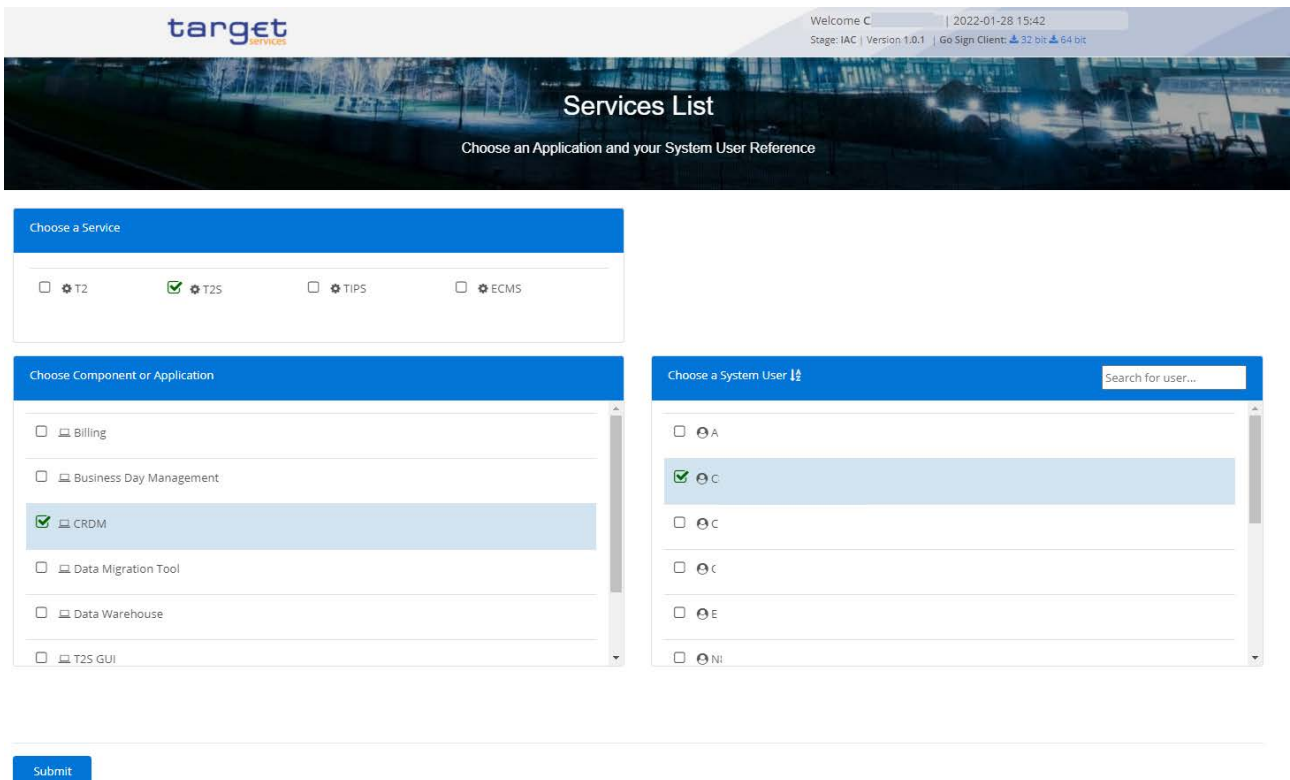 target
services
Welcome C | 2022-01-28 15:42
Stage: IAC | Version 1.0.1 | Go Sign Client: 32 bit 64 bit
Services List
Choose an Application and your System User Reference
Choose a Service
T2 T2S TIPS ECMS
Choose Component or Application
Billing
Business Day Management
CRDM
Data Migration Tool
Data Warehouse
T2S GUI
Choose a System User
Search for user...
A
C
C
E
Submit